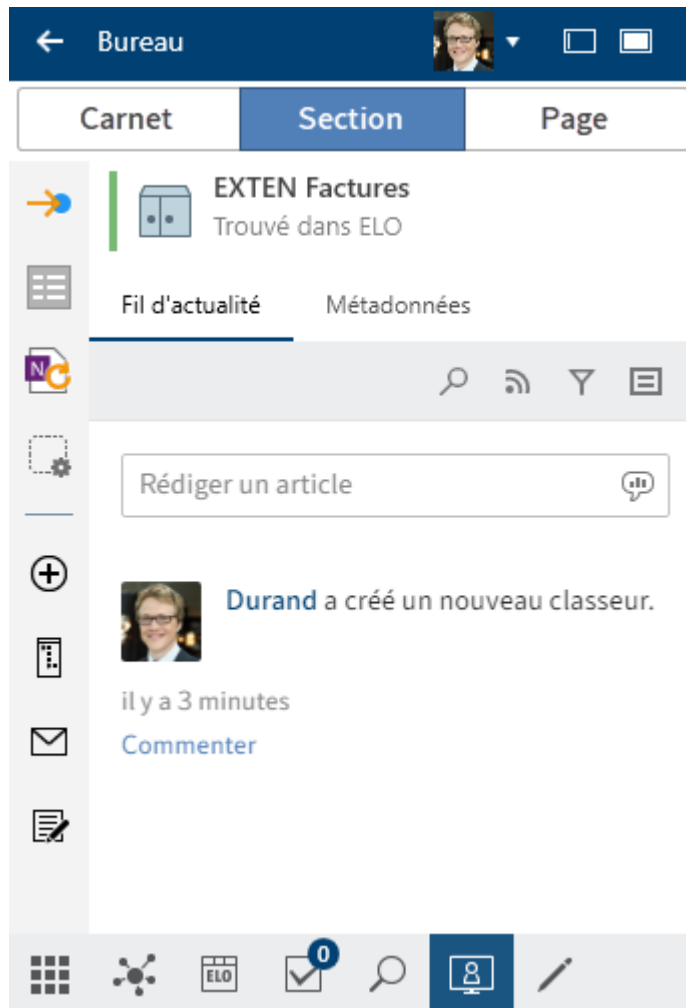 Bureau
Carnet Section Page
EXTEN Factures
Trouvé dans ELO
Fil d'actualité Métadonnées
N
Rédiger un article
Durand a créé un nouveau classeur.
il y a 3 minutes
Commenter
ELO 0